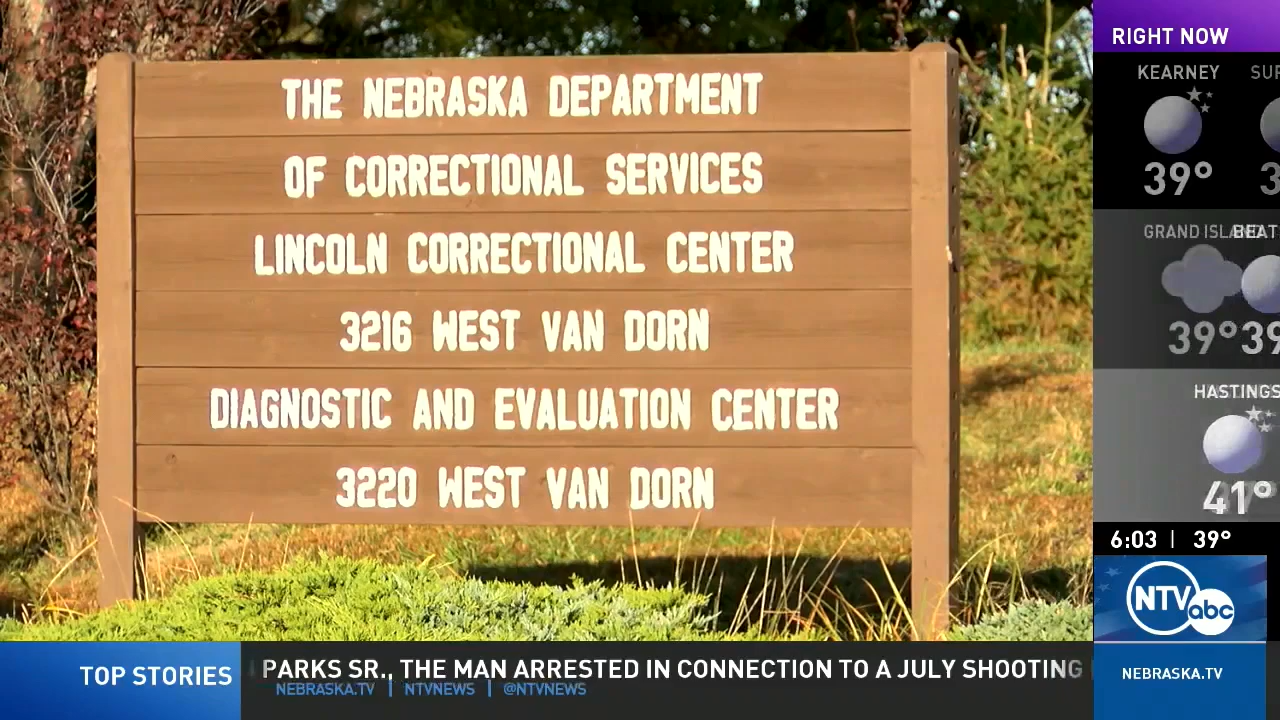 THE NEBRASKA DEPARTMENT
OF CORRECTIONAL SERVICES
LINCOLN CORRECTIONAL CENTER
3216 WEST VAN DORN
DIAGNOSTIC AND EVALUATION CENTER
3220 WEST VAN DORN
RIGHT NOW
KEARNEY
39°
GRAND ISLAND
39° 39
HASTINGS
41°
6:03 | 39°
NTV abc
NEBRASKA.TV
TOP STORIES
PARKS SR., THE MAN ARRESTED IN CONNECTION TO A JULY SHOOTING
NEBRASKA.TV | NTVNEWS | @NTVNEWS